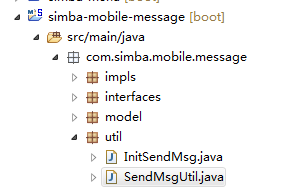 simba-mobile-message [boot]
src/main/java
com.simba.mobile.message
impls
interfaces
model
util
InitSendMsg.java
SendMsgUtil.java